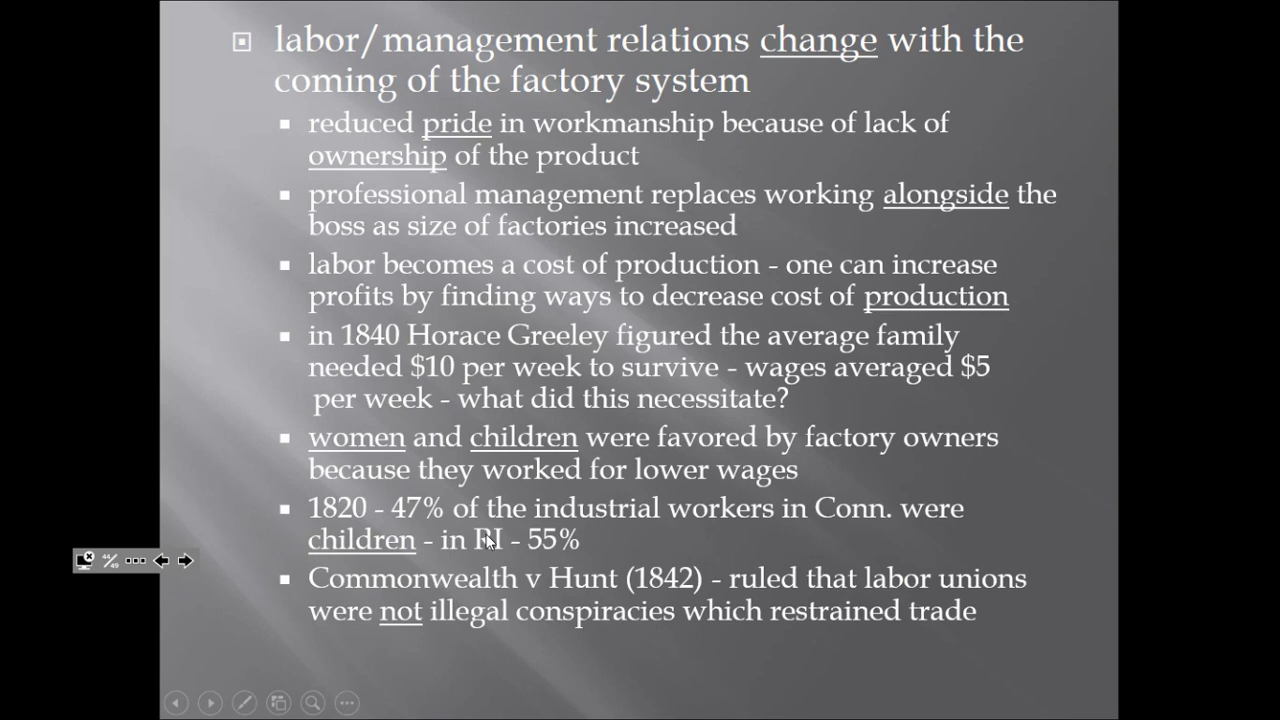 labor/management relations change with the
coming of the factory system
reduced pride in workmanship because of lack of
ownership of the product
professional management replaces working alongside the
boss as size of factories increased
labor becomes a cost of production - one can increase
profits by finding ways to decrease cost of production
in 1840 Horace Greeley figured the average family
needed $10 per week to survive - wages averaged $5
per week - what did this necessitate?
women and children were favored by factory owners
because they worked for lower wages
1820 - 47% of the industrial workers in Conn. were
children - in RI - 55%
44/49
Commonwealth v Hunt (1842) - ruled that labor unions
were not illegal conspiracies which restrained trade